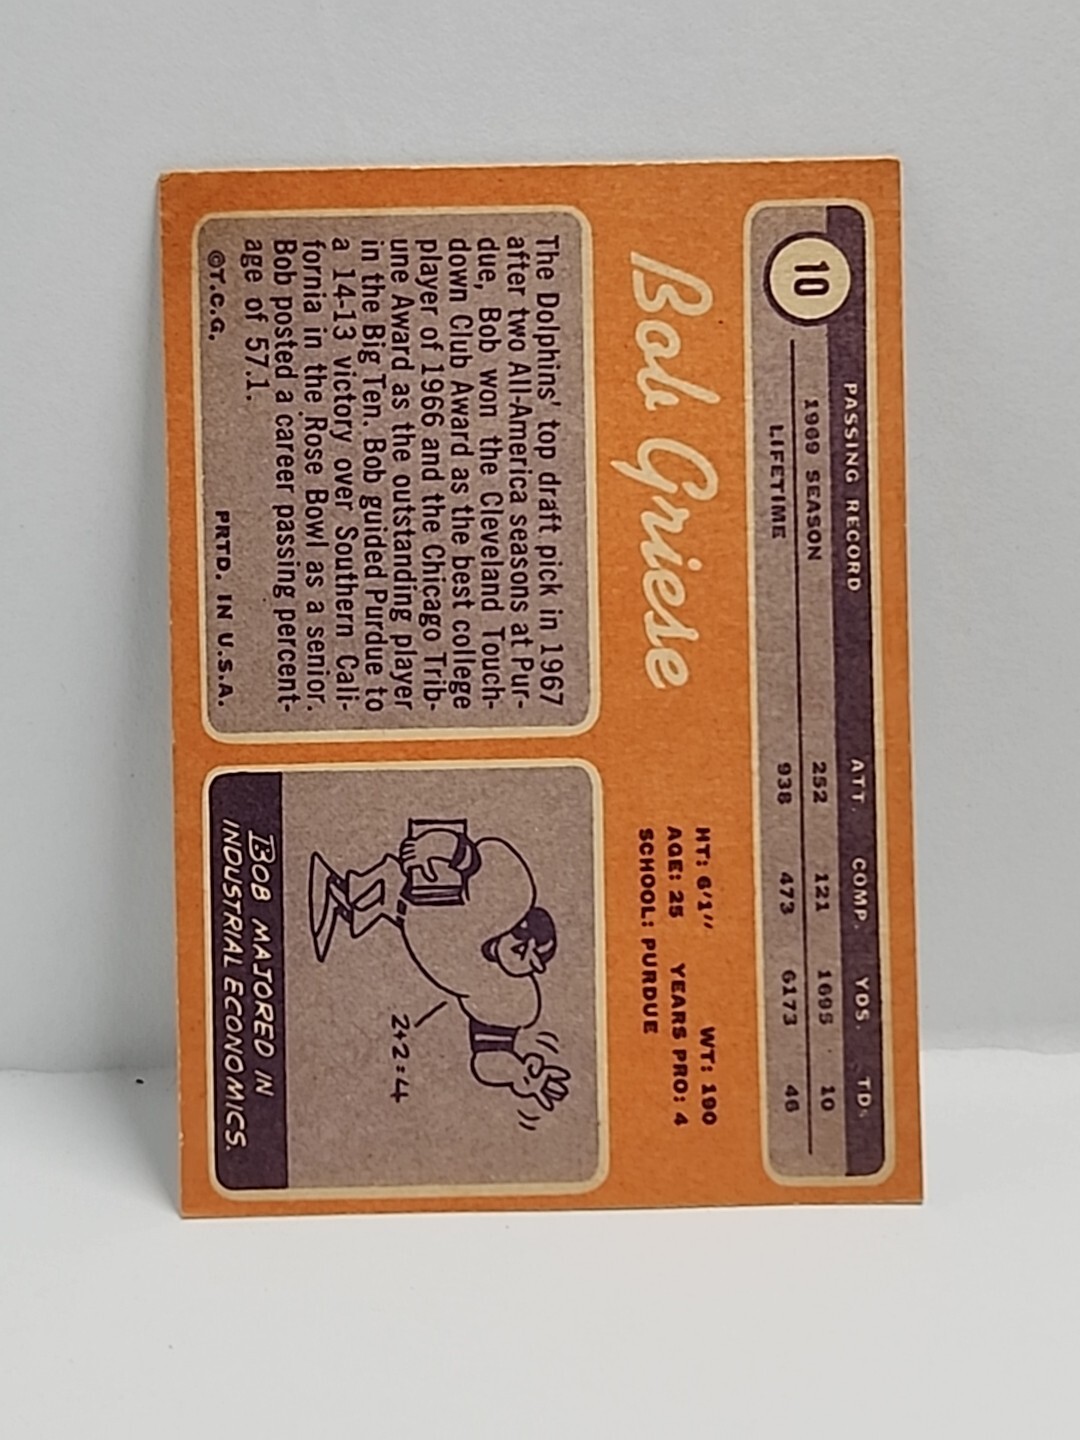 10
PASSING RECORD ATT. COMP. YDS. TDs
1969 SEASON 252 121 1695 10
LIFETIME 938 473 6173 46
Bob Griese
HT: 6'1" WT: 190
AGE: 25 YEARS PRO: 4
SCHOOL: PURDUE
The Dolphins' top draft pick in 1967
after two All-America seasons at Pur-
due, Bob won the Cleveland Touch-
down Club Award as the best college
player of 1966 and the Chicago Trib-
une Award as the outstanding player
in the Big Ten. Bob guided Purdue to
a 14-13 victory over Southern Cali-
fornia in the Rose Bowl as a senior.
Bob posted a career passing percent-
age of 57.1.
©T.C.G. PRTD. IN U.S.A.
2+2=4
BOB MAJORED IN
INDUSTRIAL ECONOMICS.